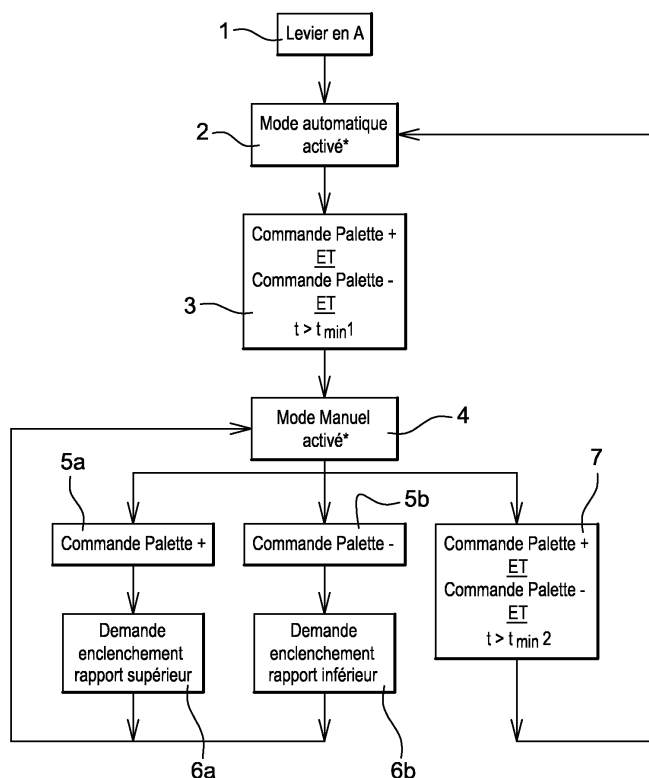 1
Levier en A
2
Mode automatique
activé*
3
Commande Palette +
ET
Commande Palette -
ET
t > t min 1
4
Mode Manuel
activé*
5a
Commande Palette +
5b
Commande Palette -
7
Commande Palette +
ET
Commande Palette -
ET
t > t min 2
Demande
enclenchement
rapport supérieur
6a
Demande
enclenchement
rapport inférieur
6b